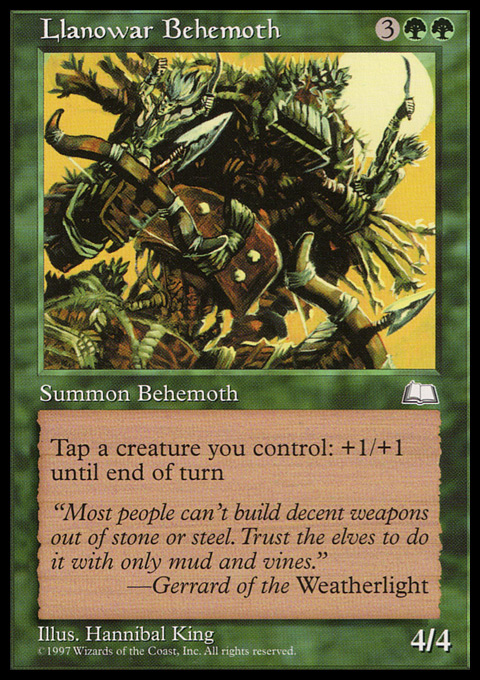 Llanowar Behemoth 3
Summon Behemoth
Tap a creature you control: +1/+1
until end of turn
“Most people can’t build decent weapons
out of stone or steel. Trust the elves to do
it with only mud and vines.”
—Gerrard of the Weatherlight
Illus. Hannibal King
©1997 Wizards of the Coast, Inc. All rights reserved.
4/4